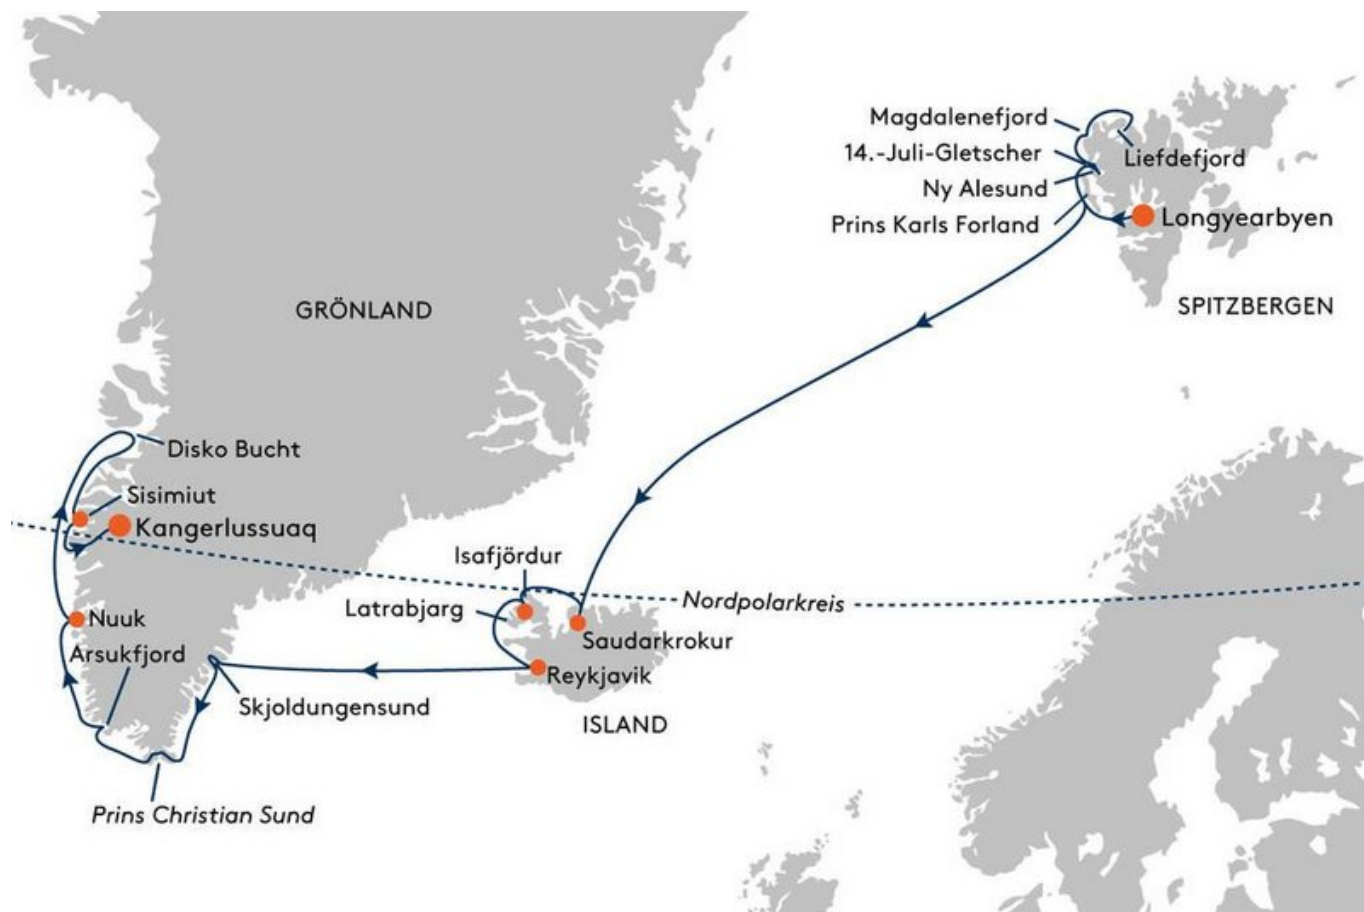 Magdalenefjord
14.-Juli-Gletscher
Liefdefjord
Ny Alesund
Prins Karls Forland
Longyearbyen
SPITZBERGEN
GRÖNLAND
Disko Bucht
Sisimiut
Kangerlussuaq
Isafjördur
Nordpolarkreis
Latrabjarg
Nuuk
Saudarkrokur
Arsukfjord
Reykjavik
Skjoldungensund
ISLAND
Prins Christian Sund